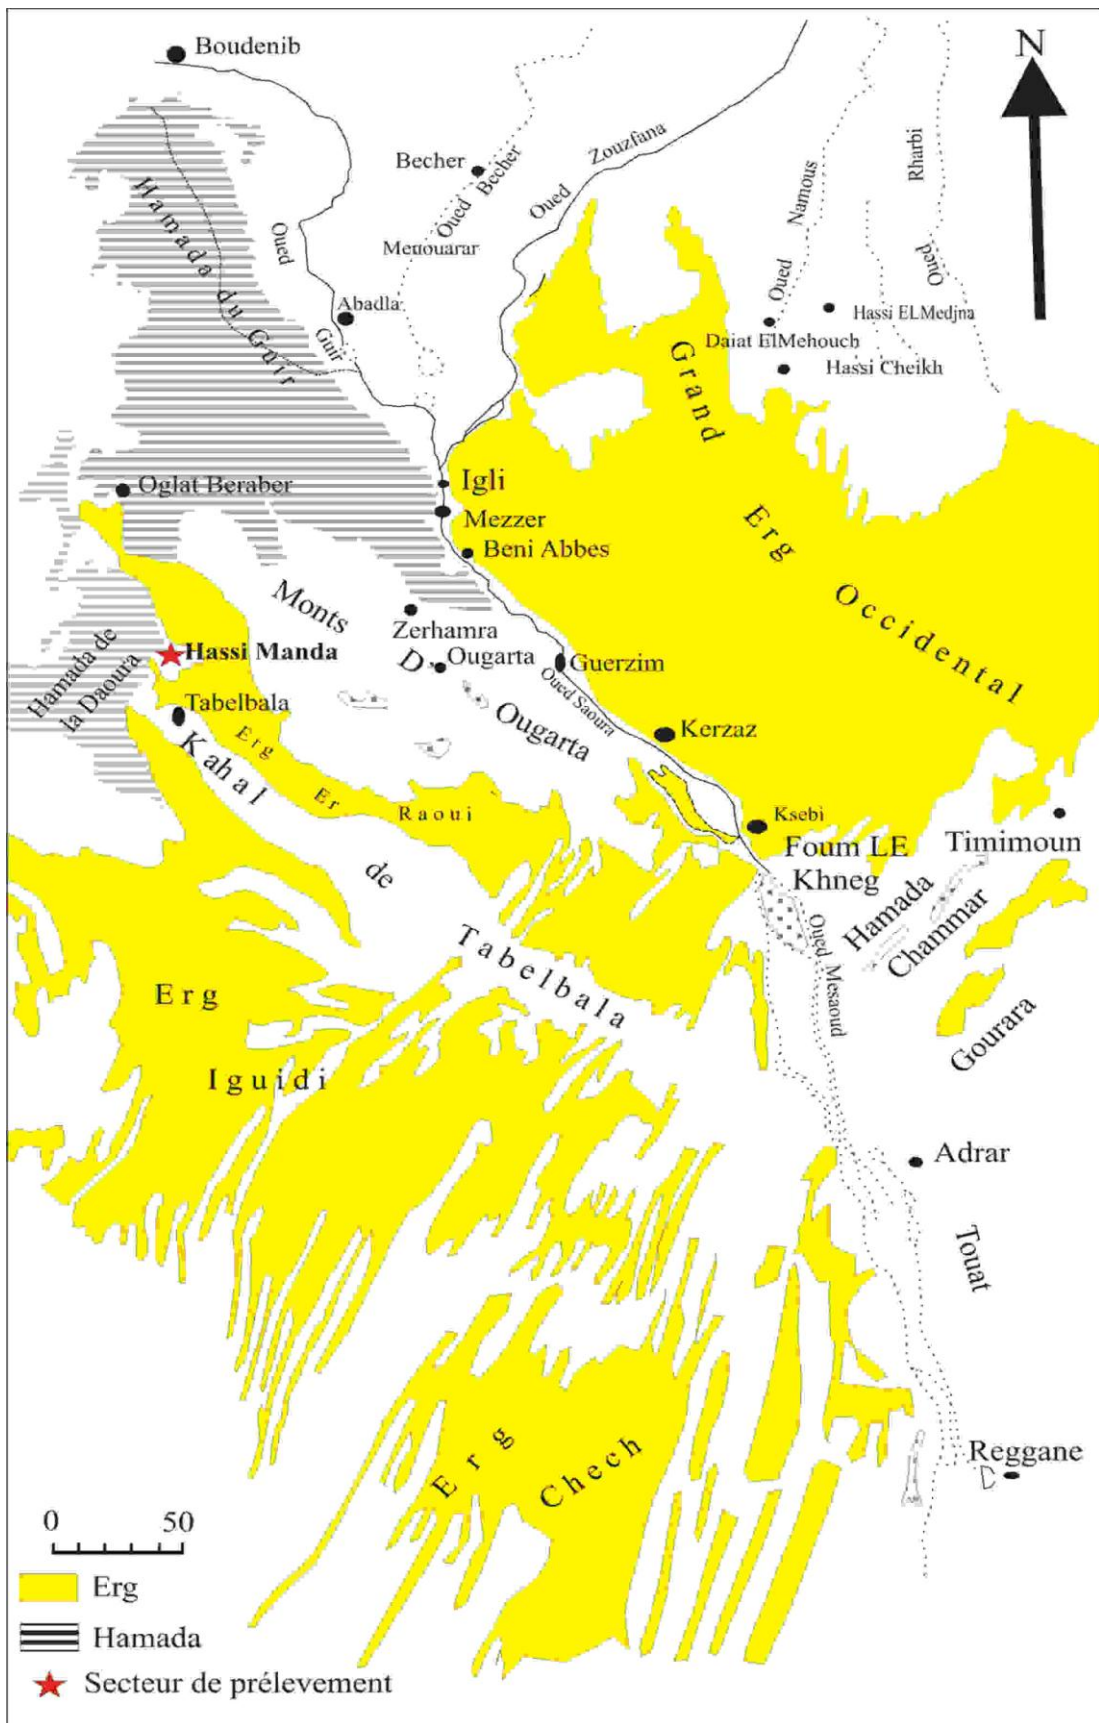 Boudenib
N
Zouzfana
Oued
Becher
Oued Becher
Menouarar
Rharbi
Oued
Namous
Oued
Hamada du Guir
Oued
Guir
Abadla
Hassi ELMedjna
Daiat ElMehouch
Hassi Cheikh
Grand
Erg
Occidental
Oglat Beraber
Igli
Mezzer
Beni Abbes
Monts
Zerhamra
D'
Ougarta
Ougarta
Hassi Manda
Hamada de
la Daoura
Tabelbala
Guerzim
Oued Saoura
Kerzaz
Erg
Er
Raoui
Kahal
de
Tabelbala
Ksebi
Foum LE
Khneg
Timimoun
Hamada
Chammar
Oued Mesaoud
Gourara
Erg
Iguidi
Adrar
Touat
Erg
Chech
Reggane
0 50
Erg
Hamada
Secteur de prélevement